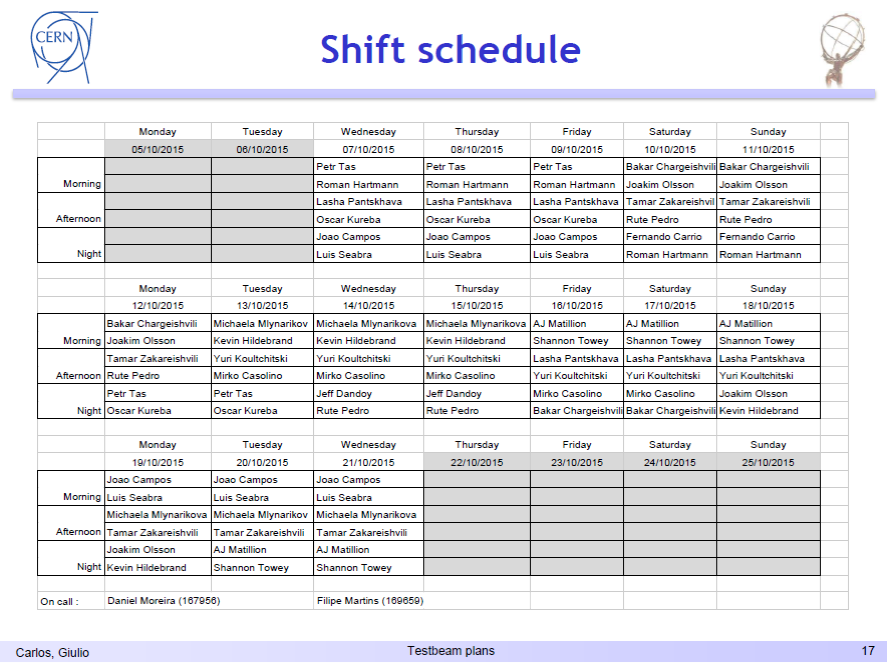 CERN
Shift schedule
Monday Tuesday Wednesday Thursday Friday Saturday Sunday
05/10/2015 06/10/2015 07/10/2015 08/10/2015 09/10/2015 10/10/2015 11/10/2015
Petr Tas Petr Tas Petr Tas Bakar Chargeishvili Bakar Chargeishvili
Morning Roman Hartmann Roman Hartmann Roman Hartmann Joakim Olsson Joakim Olsson
Lasha Pantskhava Lasha Pantskhava Lasha Pantskhava Tamar Zakareishvil Tamar Zakareishvili
Afternoon Oscar Kureba Oscar Kureba Oscar Kureba Rute Pedro Rute Pedro
Joao Campos Joao Campos Joao Campos Fernando Carrio Fernando Carrio
Night Luis Seabra Luis Seabra Luis Seabra Roman Hartmann Roman Hartmann
Monday Tuesday Wednesday Thursday Friday Saturday Sunday
12/10/2015 13/10/2015 14/10/2015 15/10/2015 16/10/2015 17/10/2015 18/10/2015
Bakar Chargeishvili Michaela Mlynarikov Michaela Mlynarikova Michaela Mlynarikova AJ Matillion AJ Matillion AJ Matillion
Morning Joakim Olsson Kevin Hildebrand Kevin Hildebrand Kevin Hildebrand Shannon Towey Shannon Towey Shannon Towey
Tamar Zakareishvili Yuri Koultchitski Yuri Koultchitski Yuri Koultchitski Lasha Pantskhava Lasha Pantskhava Lasha Pantskhava
Afternoon Rute Pedro Mirko Casolino Mirko Casolino Mirko Casolino Yuri Koultchitski Yuri Koultchitski Yuri Koultchitski
Petr Tas Petr Tas Jeff Dandoy Jeff Dandoy Mirko Casolino Mirko Casolino Joakim Olsson
Night Oscar Kureba Oscar Kureba Rute Pedro Rute Pedro Bakar Chargeishvili Bakar Chargeishvili Kevin Hildebrand
Monday Tuesday Wednesday Thursday Friday Saturday Sunday
19/10/2015 20/10/2015 21/10/2015 22/10/2015 23/10/2015 24/10/2015 25/10/2015
Joao Campos Joao Campos Joao Campos
Morning Luis Seabra Luis Seabra Luis Seabra
Michaela Mlynarikova Michaela Mlynarikov Michaela Mlynarikova
Afternoon Tamar Zakareishvili Tamar Zakareishvili Tamar Zakareishvili
Joakim Olsson AJ Matillion AJ Matillion
Night Kevin Hildebrand Shannon Towey Shannon Towey
On call : Daniel Moreira (167956) Filipe Martins (169659)
Carlos, Giulio Testbeam plans 17